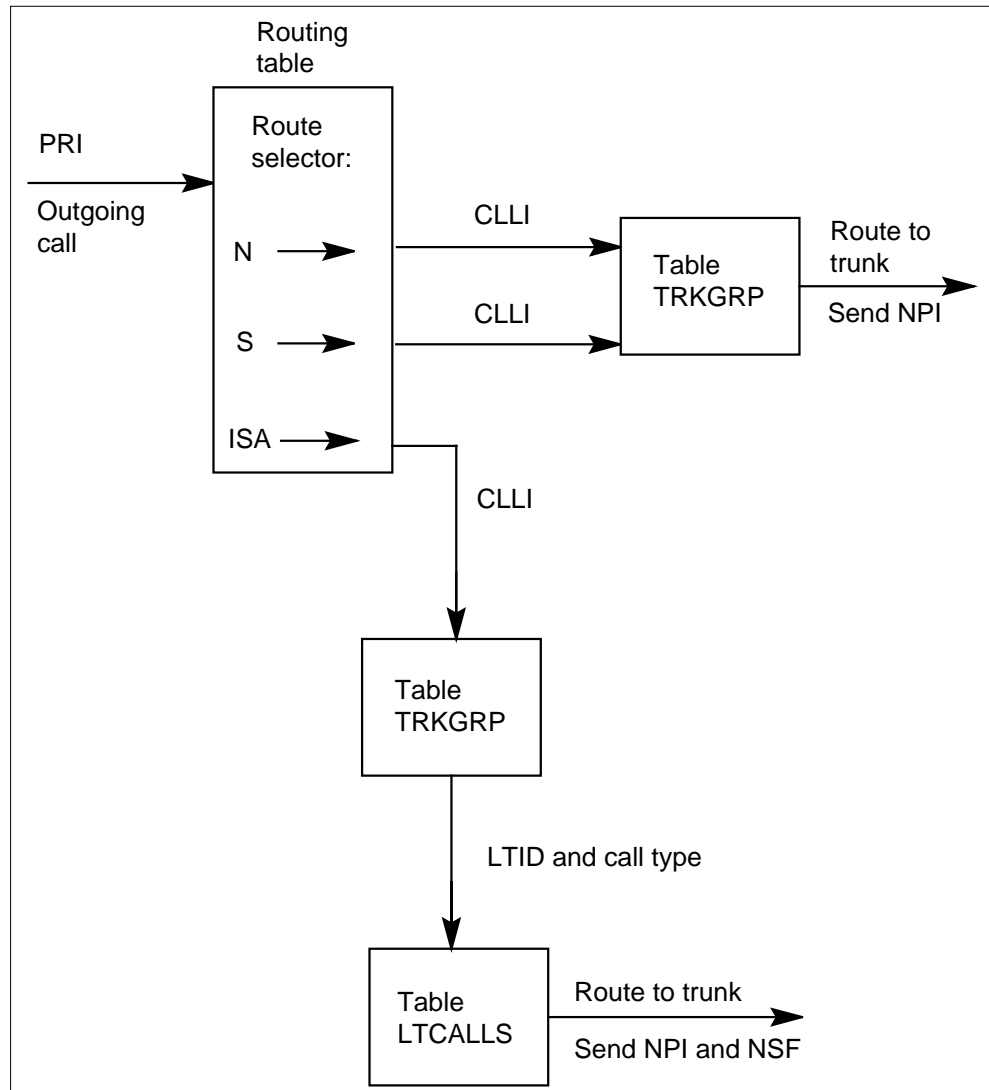 Routing
table
PRI
Outgoing
call
Route
selector:
N
S
ISA
CLLI
CLLI
Table
TRKGRP
Route to
trunk
Send NPI
CLLI
Table
TRKGRP
LTID and call type
Table
LTCALLS
Route to trunk
Send NPI and NSF